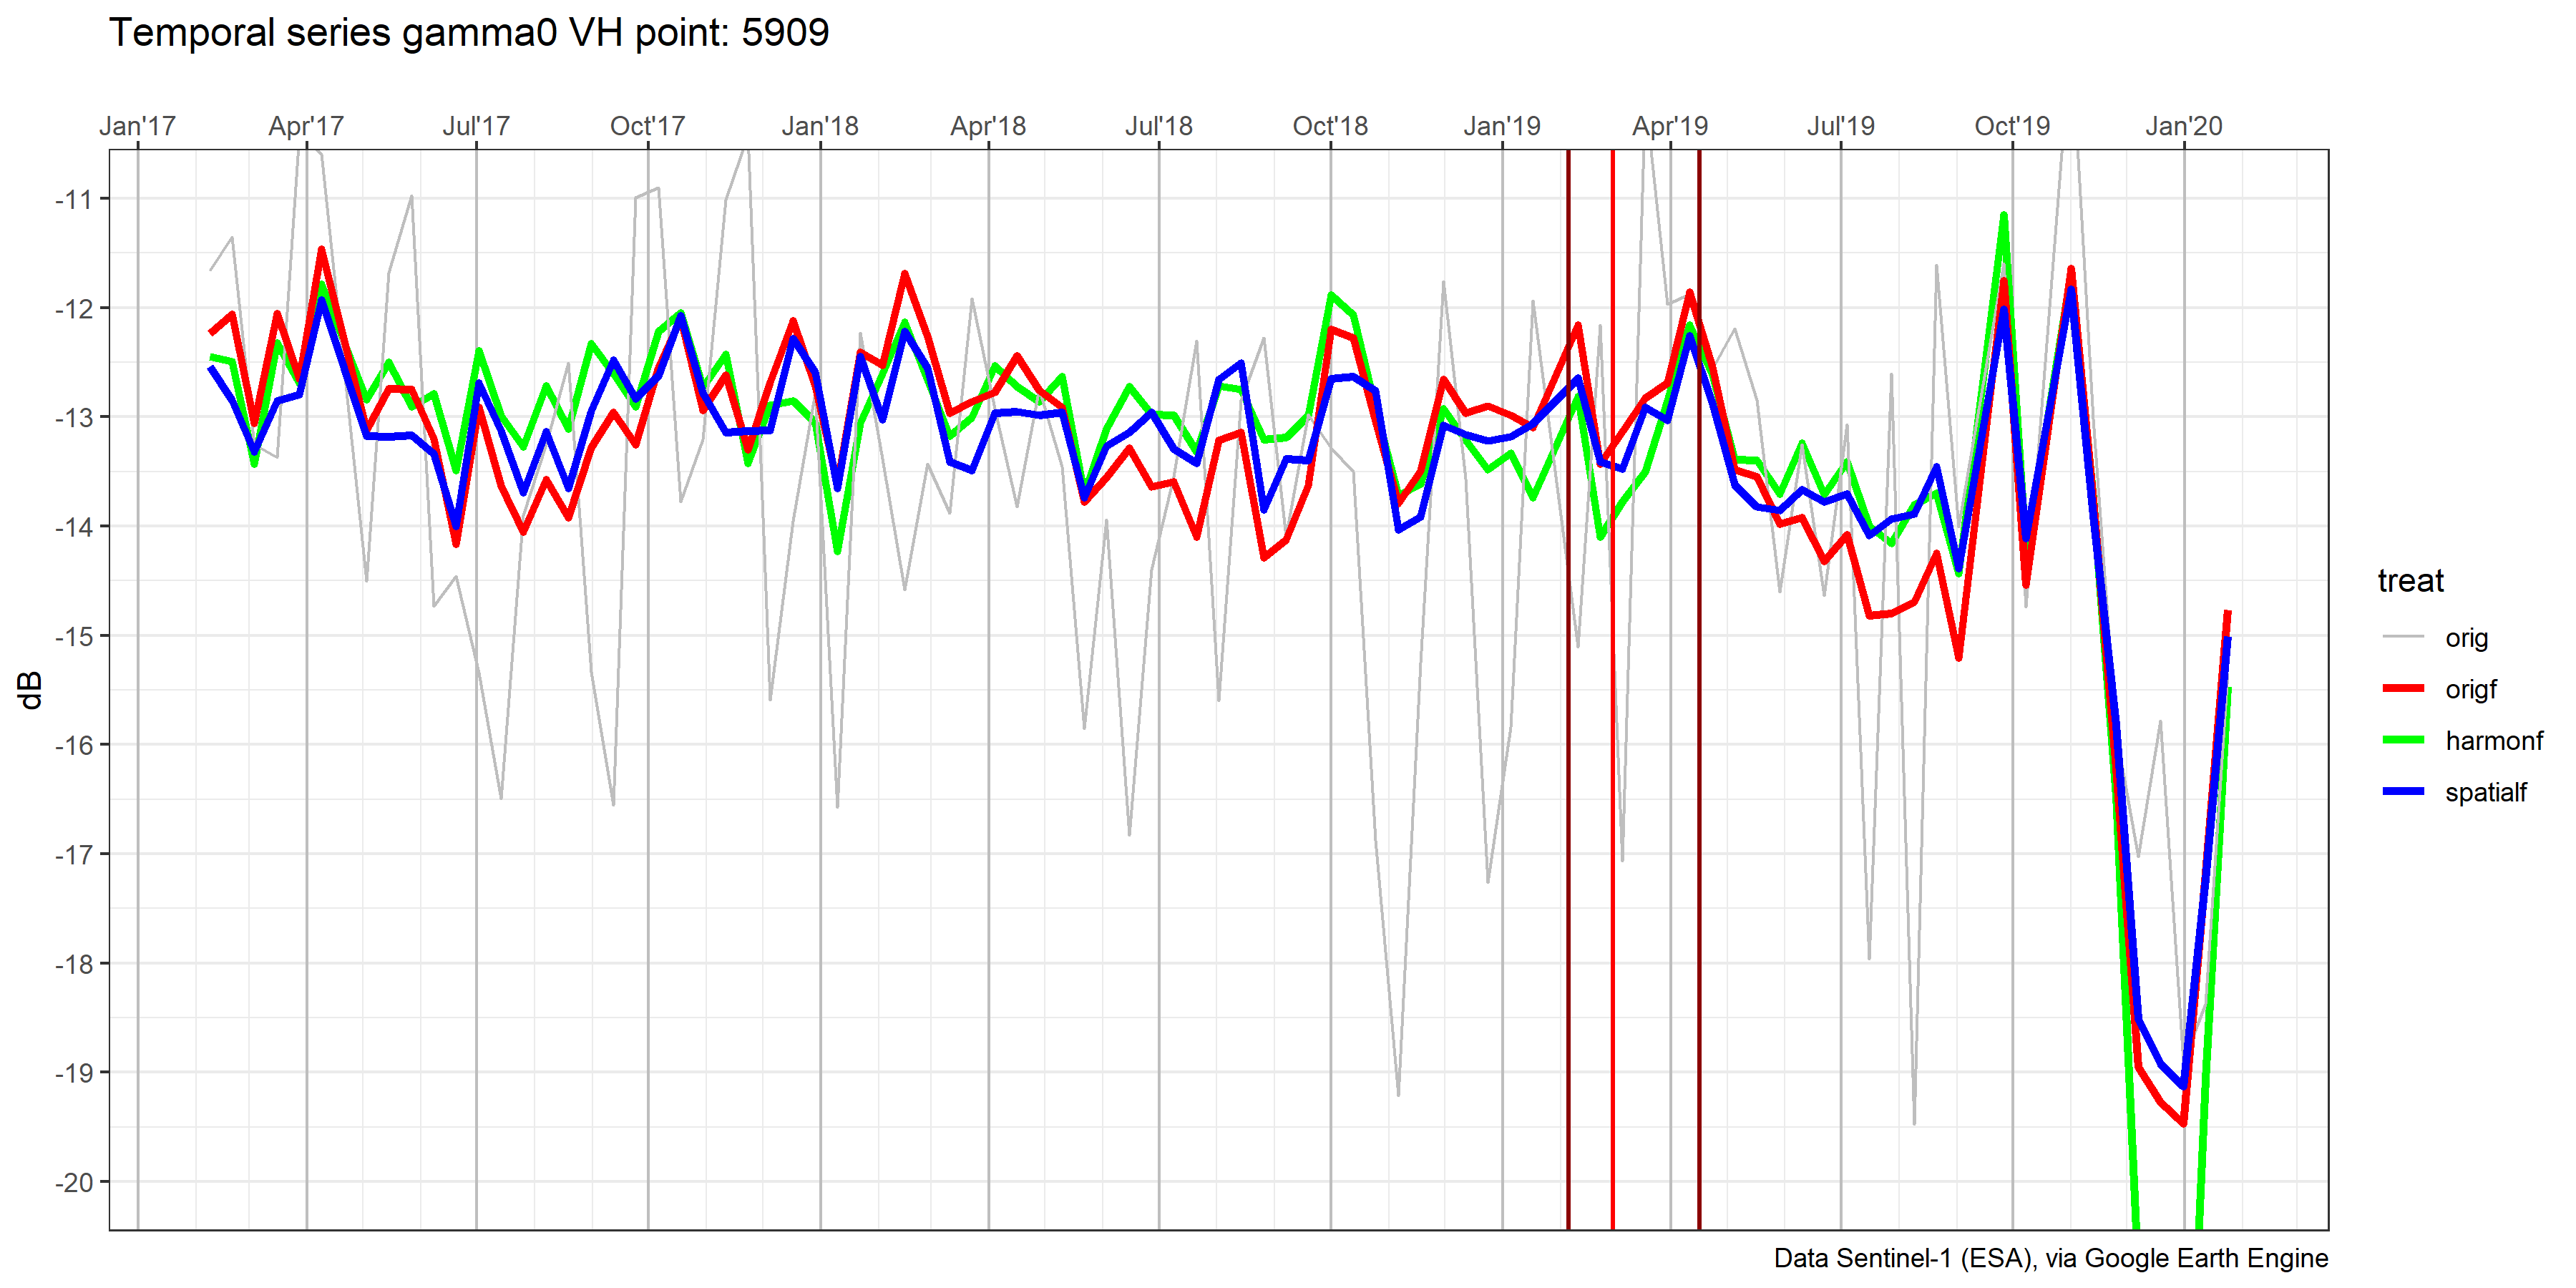 Temporal series gamma0 VH point: 5909
Jan'17 Apr'17 Jul'17 Oct'17 Jan'18 Apr'18 Jul'18 Oct'18 Jan'19 Apr'19 Jul'19 Oct'19 Jan'20
-11
-12
-13
-14
-15
-16
-17
-18
-19
-20
dB
treat
orig
origf
harmonf
spatialf
Data Sentinel-1 (ESA), via Google Earth Engine